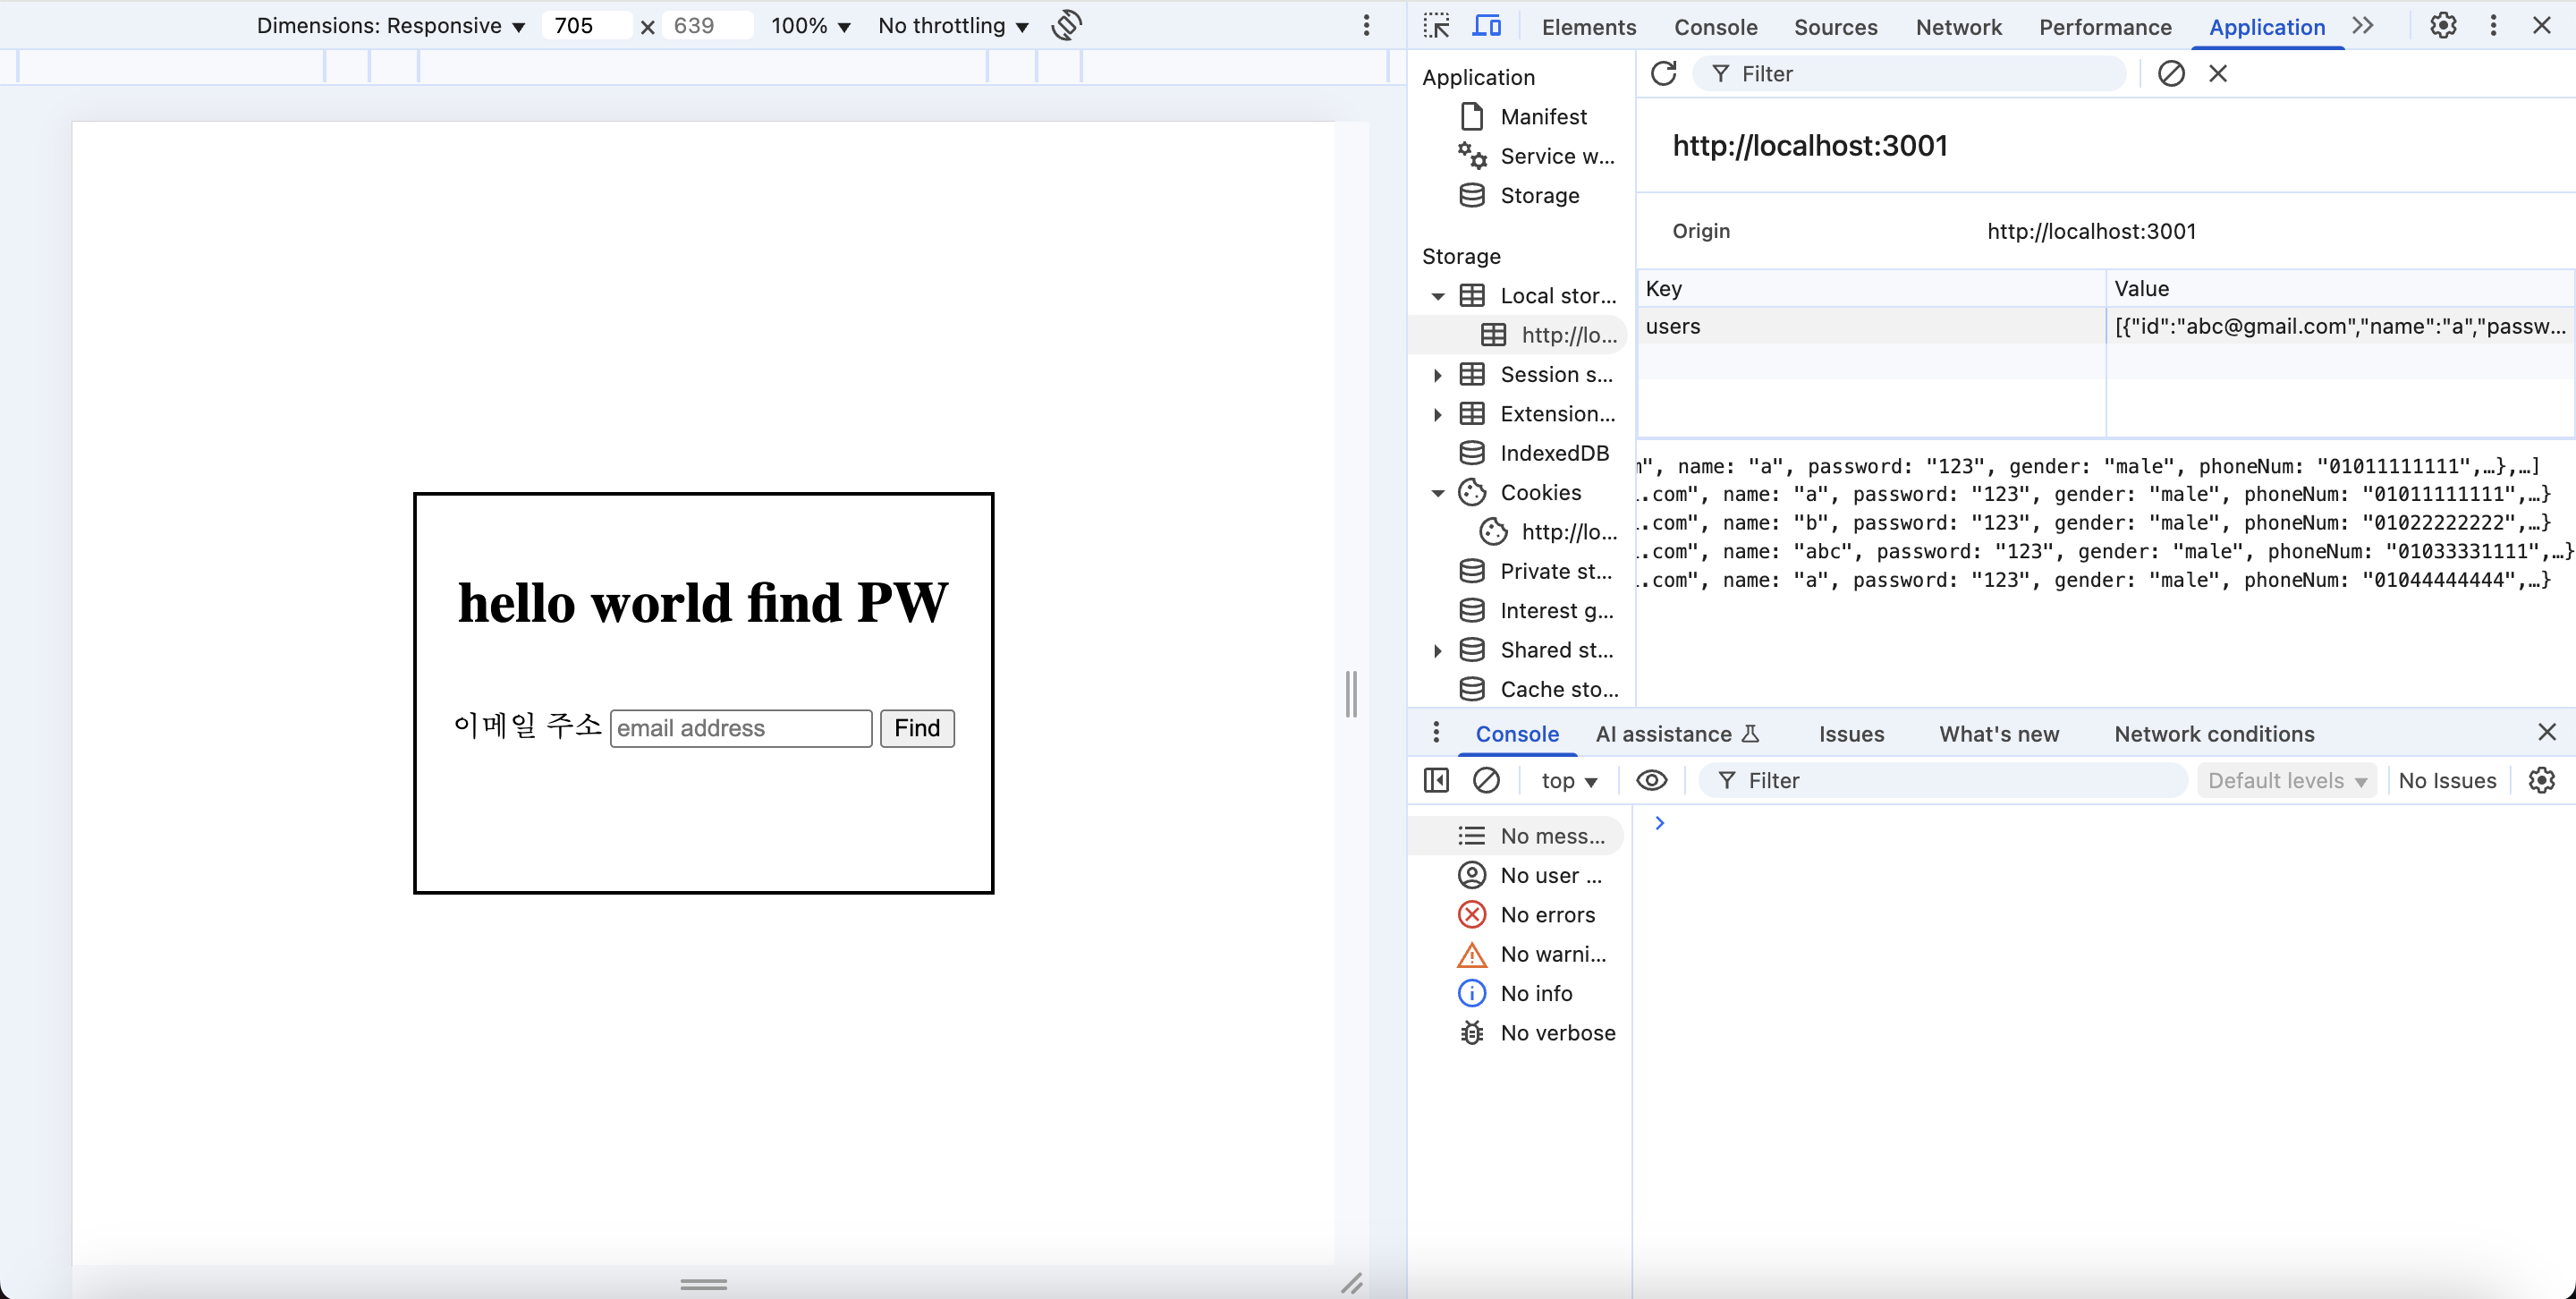 Dimensions: Responsive ▼ 705 × 639 100% ▼ No throttling ▼
Elements Console Sources Network Performance Application
Application
Manifest
Service w...
Storage
Storage
Local stor...
http://lo...
Session s...
Extension...
IndexedDB
Cookies
http://lo...
Private st...
Interest g...
Shared st...
Cache sto...
Filter
http://localhost:3001
Origin http://localhost:3001
Key Value
users [{"id":"abc@gmail.com","name":"a","passw...
", name: "a", password: "123", gender: "male", phoneNum: "01011111111",…},…]
.com", name: "a", password: "123", gender: "male", phoneNum: "01011111111",…}
.com", name: "b", password: "123", gender: "male", phoneNum: "01022222222",…}
.com", name: "abc", password: "123", gender: "male", phoneNum: "01033331111",…}
.com", name: "a", password: "123", gender: "male", phoneNum: "01044444444",…}
hello world find PW
이메일 주소 email address Find
Console AI assistance Issues What's new Network conditions
top ▼ Filter Default levels ▼ No Issues
No mess...
No user ...
No errors
No warni...
No info
No verbose